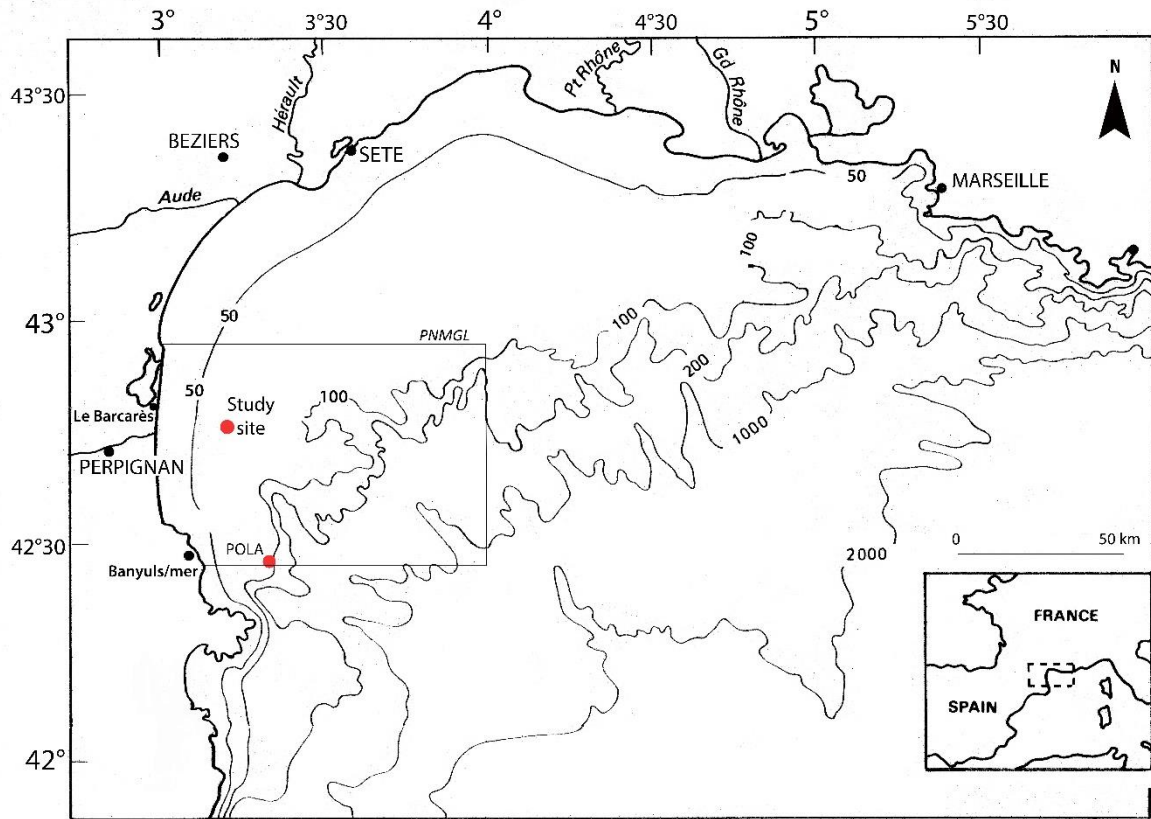 3°
3°30
4°
4°30
5°
5°30
43°30
43°
42°30
42°
N
Hérault
Pt Rhône
Gd Rhône
BEZIERS
SETE
Aude
MARSEILLE
50
50
50
100
100
100
200
1000
2000
PNMGL
Study
site
Le Barcarès
PERPIGNAN
POLA
Banyuls/mer
0 50 km
FRANCE
SPAIN